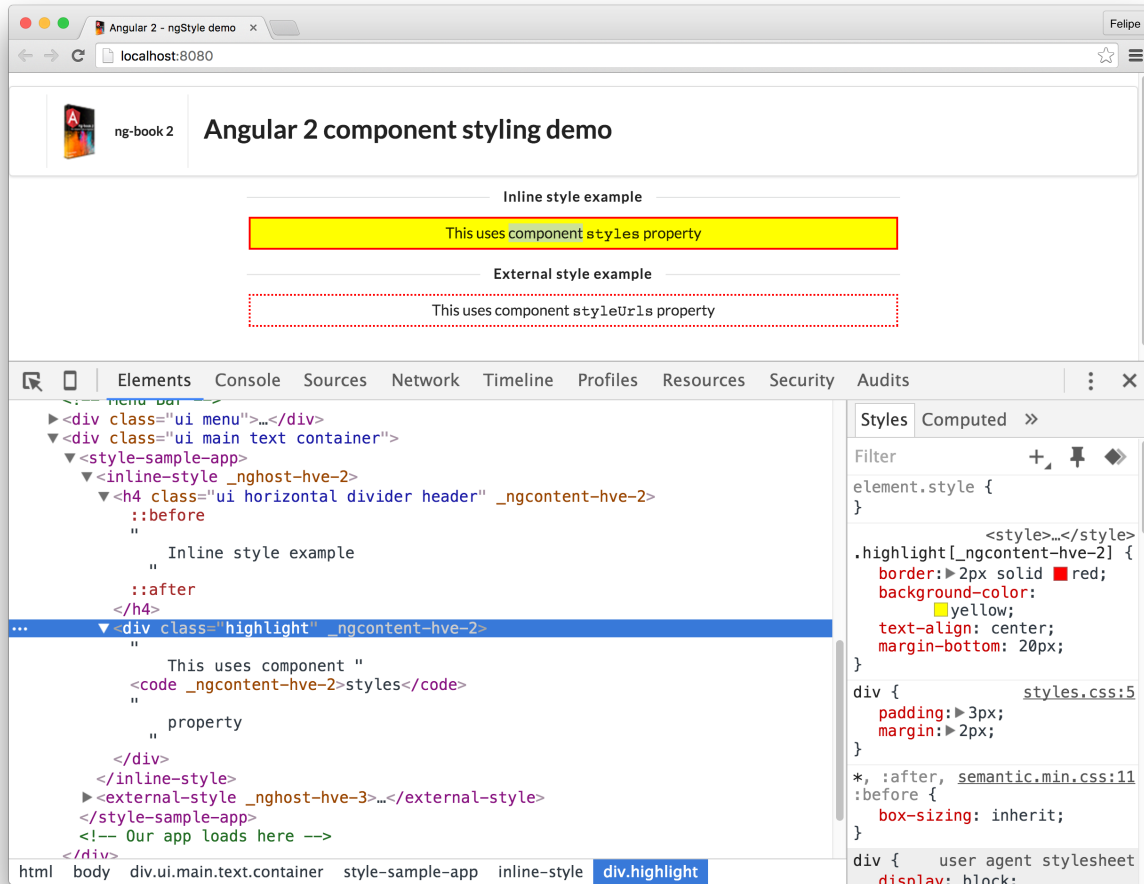 Angular 2 - ngStyle demo
Felipe
localhost:8080
ng-book 2
Angular 2 component styling demo
Inline style example
This uses component styles property
External style example
This uses component styleUrls property
Elements Console Sources Network Timeline Profiles Resources Security Audits
<!-- Menu Bar -->
<div class="ui menu">…</div>
<div class="ui main text container">
<style-sample-app>
<inline-style _nghost-hve-2>
<h4 class="ui horizontal divider header" _ngcontent-hve-2>
::before
"
Inline style example
"
::after
</h4>
<div class="highlight" _ngcontent-hve-2>
"
This uses component "
<code _ngcontent-hve-2>styles</code>
"
property
"
</div>
</inline-style>
<external-style _nghost-hve-3>…</external-style>
</style-sample-app>
<!-- Our app loads here -->
</div>
html body div.ui.main.text.container style-sample-app inline-style div.highlight
Styles Computed »
Filter
element.style {
}
<style>…</style>
.highlight[_ngcontent-hve-2] {
border: 2px solid red;
background-color:
yellow;
text-align: center;
margin-bottom: 20px;
}
div { styles.css:5
padding: 3px;
margin: 2px;
}
*, :after, semantic.min.css:11
:before {
box-sizing: inherit;
}
div { user agent stylesheet
display: block;